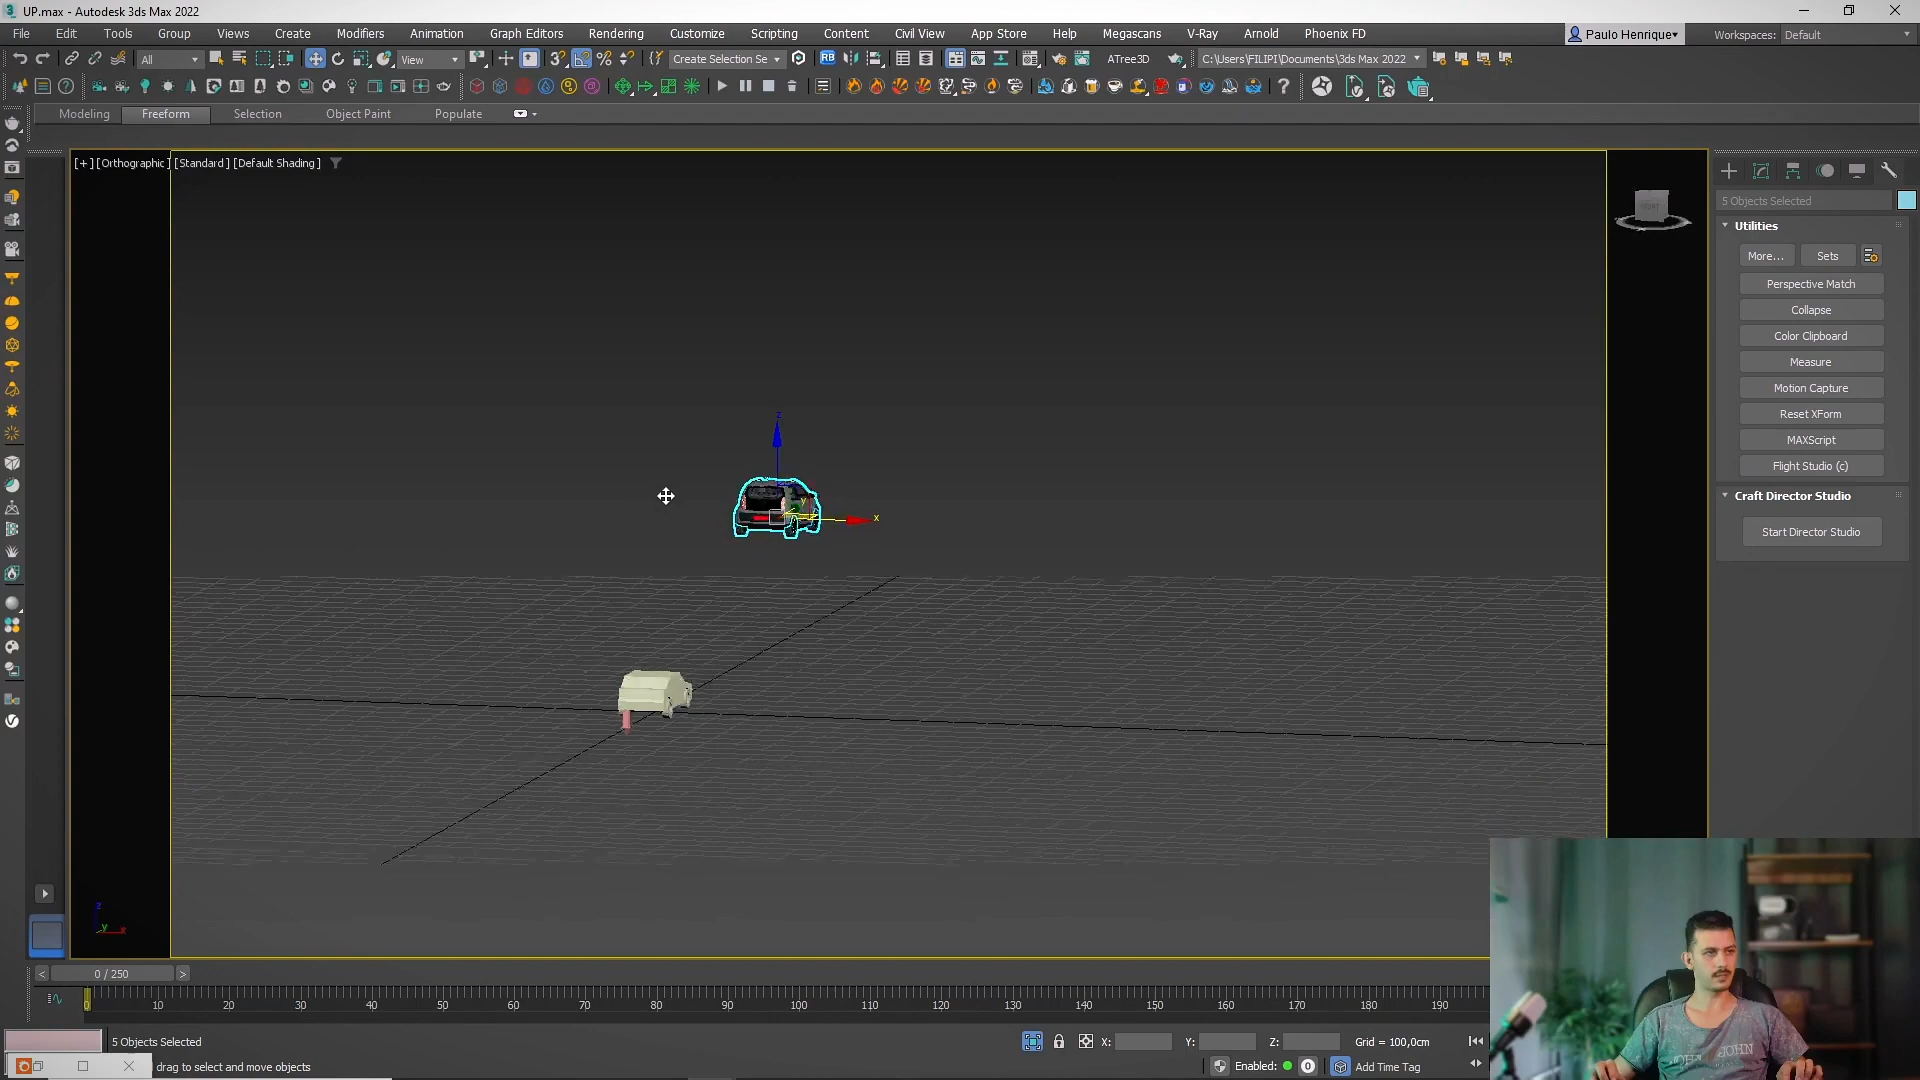 UP.max - Autodesk 3ds Max 2022
File Edit Tools Group Views Create Modifiers Animation Graph Editors Rendering Customize Scripting Content Civil View App Store Help Megascans V-Ray Arnold Phoenix FD Paulo Henrique Workspaces: Default
All View Create Selection Se RB ATree3D C:\Users\FILIPI\Documents\3ds Max 2022
Modeling Freeform Selection Object Paint Populate
[+] [Orthographic] [Standard] [Default Shading]
5 Objects Selected
Utilities
More... Sets
Perspective Match
Collapse
Color Clipboard
Measure
Motion Capture
Reset XForm
MAXScript
Flight Studio (c)
Craft Director Studio
Start Director Studio
z
y
x
z
y x
< 0 / 250 >
0 10 20 30 40 50 60 70 80 90 100 110 120 130 140 150 160 170 180 190
5 Objects Selected X: Y: Z: Grid = 100,0cm
drag to select and move objects Enabled: 0 Add Time Tag